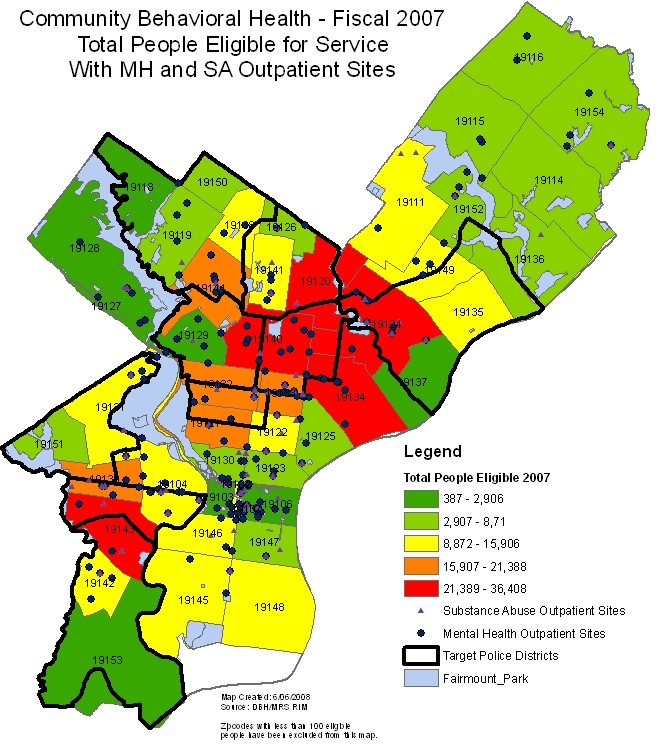 Community Behavioral Health - Fiscal 2007
Total People Eligible for Service
With MH and SA Outpatient Sites
19116
19154
19115
19114
19118
19150
19111
19152
19128
19119
19126
19136
19141
19120
19149
19127
19135
19124
19129
19140
19137
19134
19131
19122
19125
19151
19130
19123
19104
19103
19106
19146
19147
19143
19142
19145
19148
19153
Legend
Total People Eligible 2007
387 - 2,906
2,907 - 8,71
8,872 - 15,906
15,907 - 21,388
21,389 - 36,408
Substance Abuse Outpatient Sites
Mental Health Outpatient Sites
Target Police Districts
Fairmount_Park
Map Created: 6/06/2008
Source: DBH/MRS RIM
Zipcodes with less than 100 eligible
people have been excluded from this map.